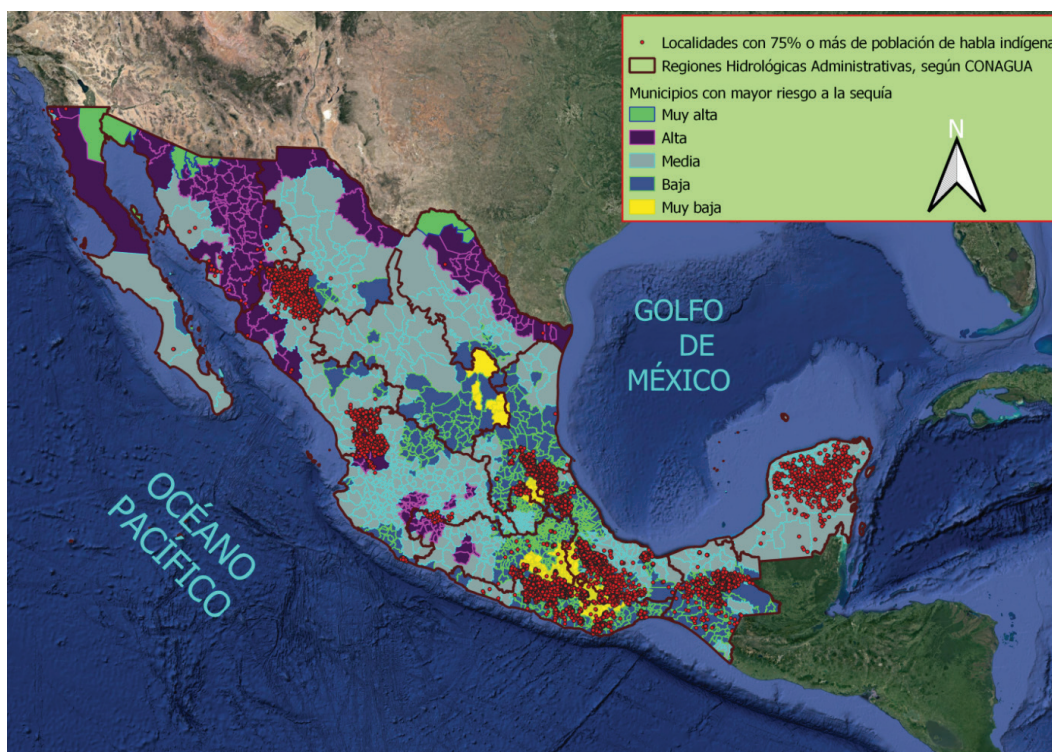 Localidades con 75% o más de población de habla indígena
Regiones Hidrológicas Administrativas, según CONAGUA
Municipios con mayor riesgo a la sequía
Muy alta
Alta
Media
Baja
Muy baja
N
GOLFO
DE
MÉXICO
OCÉANO
PACÍFICO